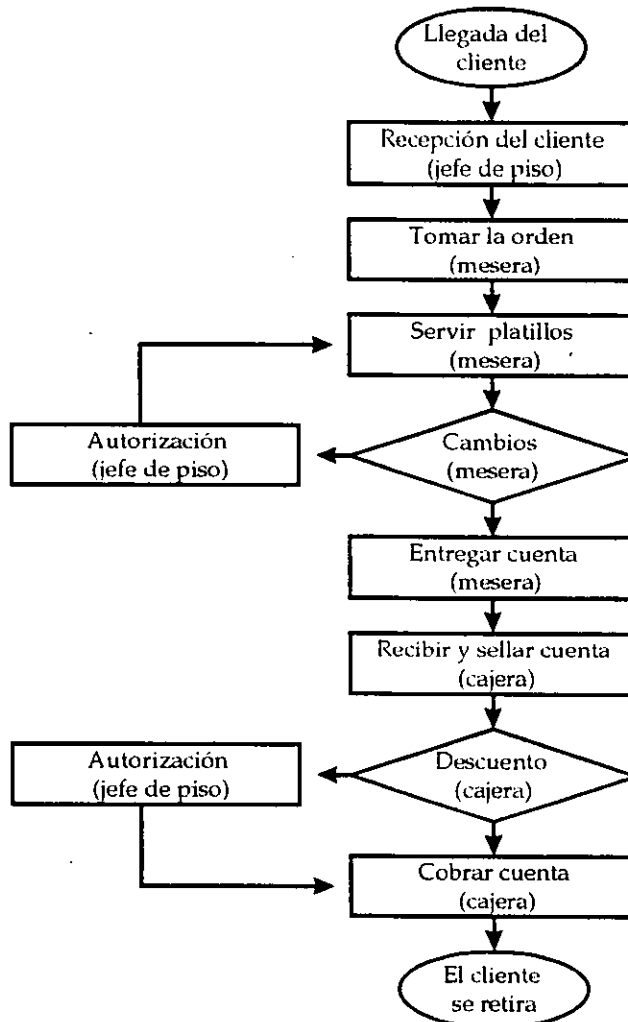 Llegada del
cliente
Recepción del cliente
(jefe de piso)
Tomar la orden
(mesera)
Servir platillos
(mesera)
Autorización
(jefe de piso)
Cambios
(mesera)
Entregar cuenta
(mesera)
Recibir y sellar cuenta
(cajera)
Autorización
(jefe de piso)
Descuento
(cajera)
Cobrar cuenta
(cajera)
El cliente
se retira